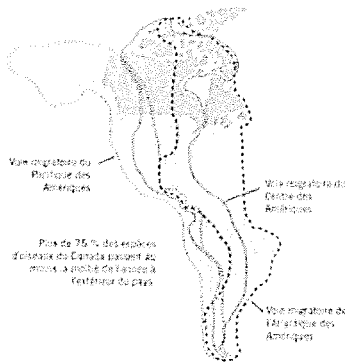 Voie migratoire du
Pacifique des
Amériques
Voie migratoire du
Centre des
Amériques
Plus de 75 % des espèces
d'oiseaux du Canada passent au
moins la moitié de l'année à
l'extérieur du pays.
Voie migratoire de
l'Atlantique des
Amériques